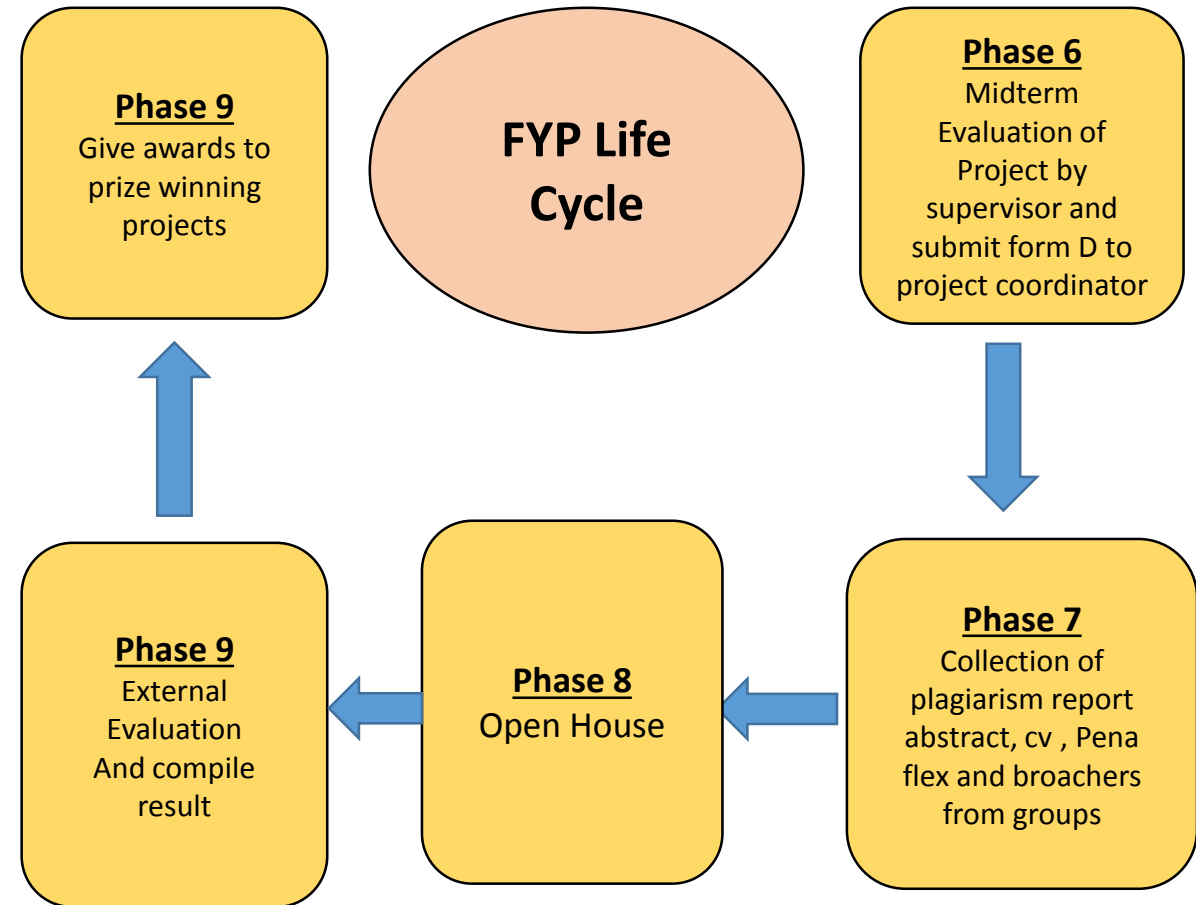 FYP Life
Cycle
Phase 6
Midterm
Evaluation of
Project by
supervisor and
submit form D to
project coordinator
Phase 7
Collection of
plagiarism report
abstract, cv , Pena
flex and broachers
from groups
Phase 8
Open House
Phase 9
External
Evaluation
And compile
result
Phase 9
Give awards to
prize winning
projects